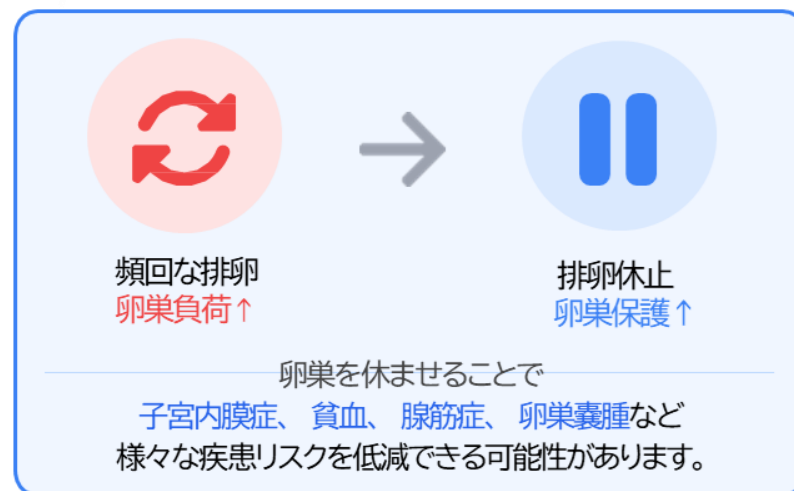 頻回な排卵
卵巣負荷↑
排卵休止
卵巣保護↑
卵巣を休ませることで
子宮内膜症、貧血、腺筋症、卵巣嚢腫など
様々な疾患リスクを低減できる可能性があります。